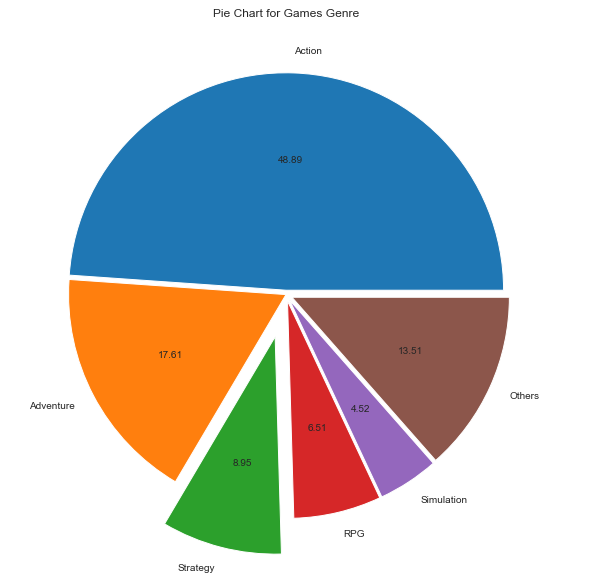 Pie Chart for Games Genre
Action
48.89
17.61
13.51
Others
Adventure
4.52
6.51
8.95
Simulation
RPG
Strategy